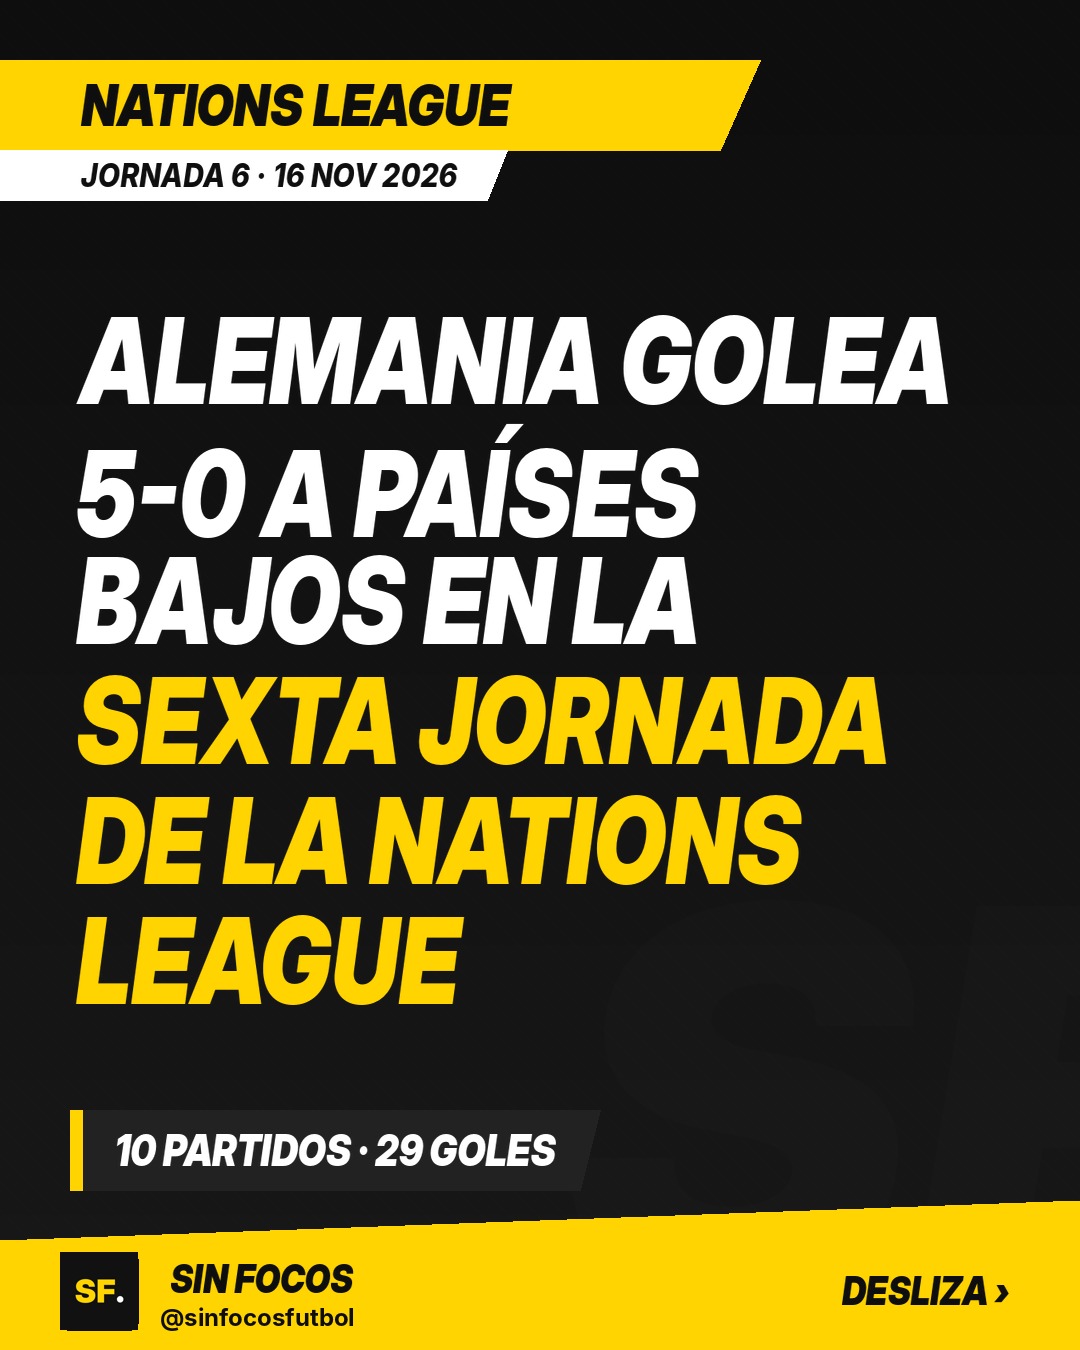 NATIONS LEAGUE
JORNADA 6 · 16 NOV 2026
ALEMANIA GOLEA
5-0 A PAÍSES
BAJOS EN LA
SEXTA JORNADA
DE LA NATIONS
LEAGUE
10 PARTIDOS · 29 GOLES
SF.
SIN FOCOS
@sinfocosfutbol
DESLIZA ›